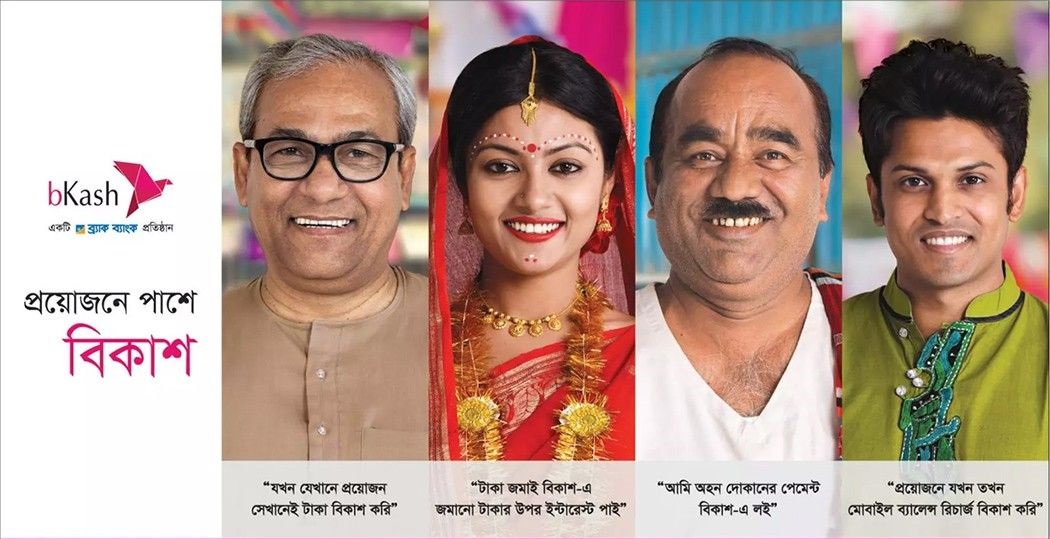 bKash
একটি ব্র্যাক ব্যাংক প্রতিষ্ঠান
প্রয়োজনে পাশে
বিকাশ
“যখন যেখানে প্রয়োজন
সেখানেই টাকা বিকাশ করি”
“টাকা জমাই বিকাশ-এ
জমানো টাকার উপর ইন্টারেস্ট পাই”
“আমি অহন দোকানের পেমেন্ট
বিকাশ-এ লই”
“প্রয়োজনে যখন তখন
মোবাইল ব্যালেন্স রিচার্জ বিকাশ করি”